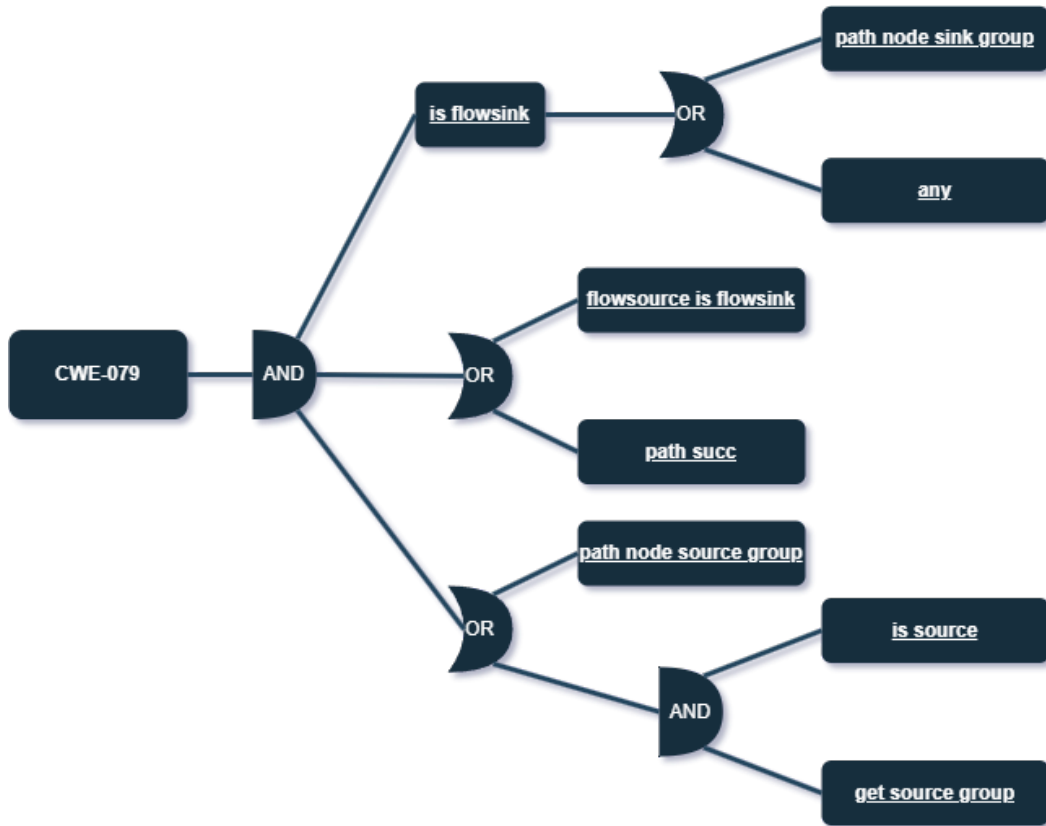 path node sink group
is flowsink
OR
any
flowsource is flowsink
CWE-079
AND
OR
path succ
path node source group
OR
is source
AND
get source group